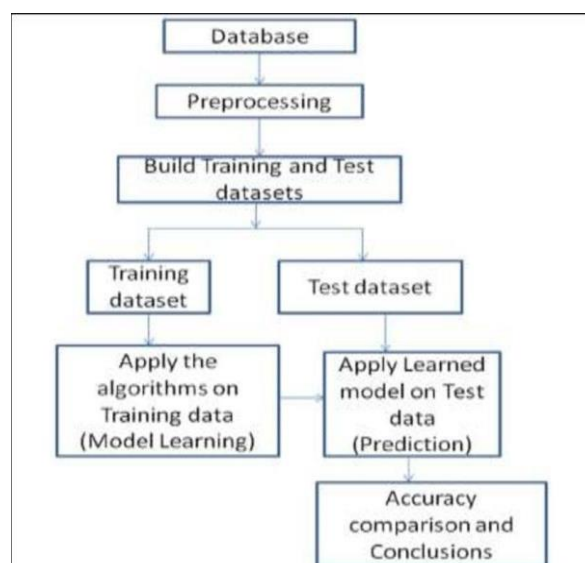 Database
Preprocessing
Build Training and Test
datasets
Training
dataset
Test dataset
Apply the
algorithms on
Training data
(Model Learning)
Apply Learned
model on Test
data
(Prediction)
Accuracy
comparison and
Conclusions